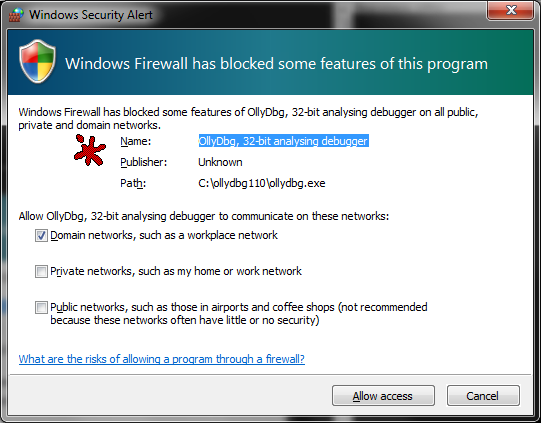 Windows Security Alert
Windows Firewall has blocked some features of this program
Windows Firewall has blocked some features of OllyDbg, 32-bit analysing debugger on all public,
private and domain networks.
Name: OllyDbg, 32-bit analysing debugger
Publisher: Unknown
Path: C:\ollydbg110\ollydbg.exe
Allow OllyDbg, 32-bit analysing debugger to communicate on these networks:
Domain networks, such as a workplace network
Private networks, such as my home or work network
Public networks, such as those in airports and coffee shops (not recommended
because these networks often have little or no security)
What are the risks of allowing a program through a firewall?
Allow access Cancel